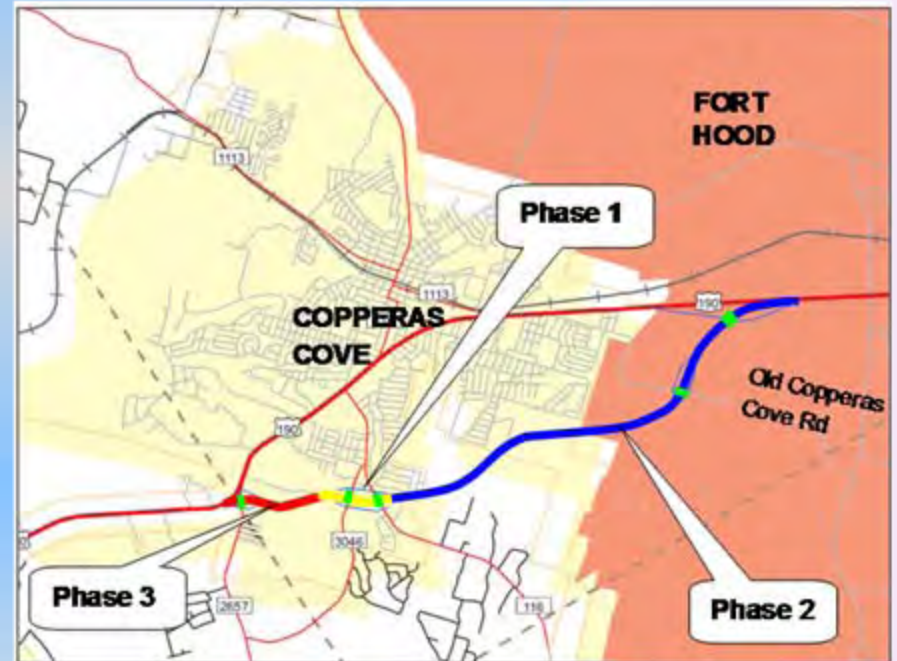 FORT
HOOD
1113
Phase 1
1113
190
COPPERAS
COVE
Old Copperas
Cove Rd
190
3046
Phase 3
2657
116
Phase 2